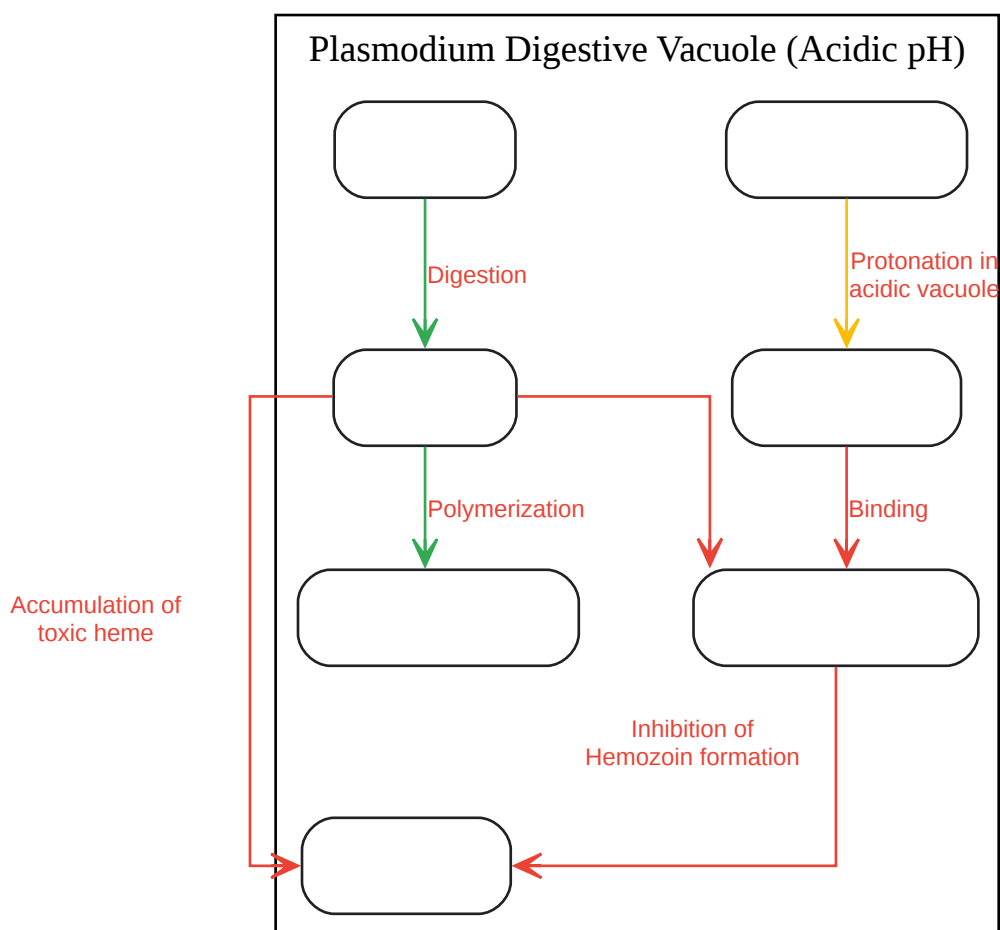 Plasmodium Digestive Vacuole (Acidic pH)
Digestion
Protonation in
acidic vacuole
Polymerization
Binding
Accumulation of
toxic heme
Inhibition of
Hemozoin formation